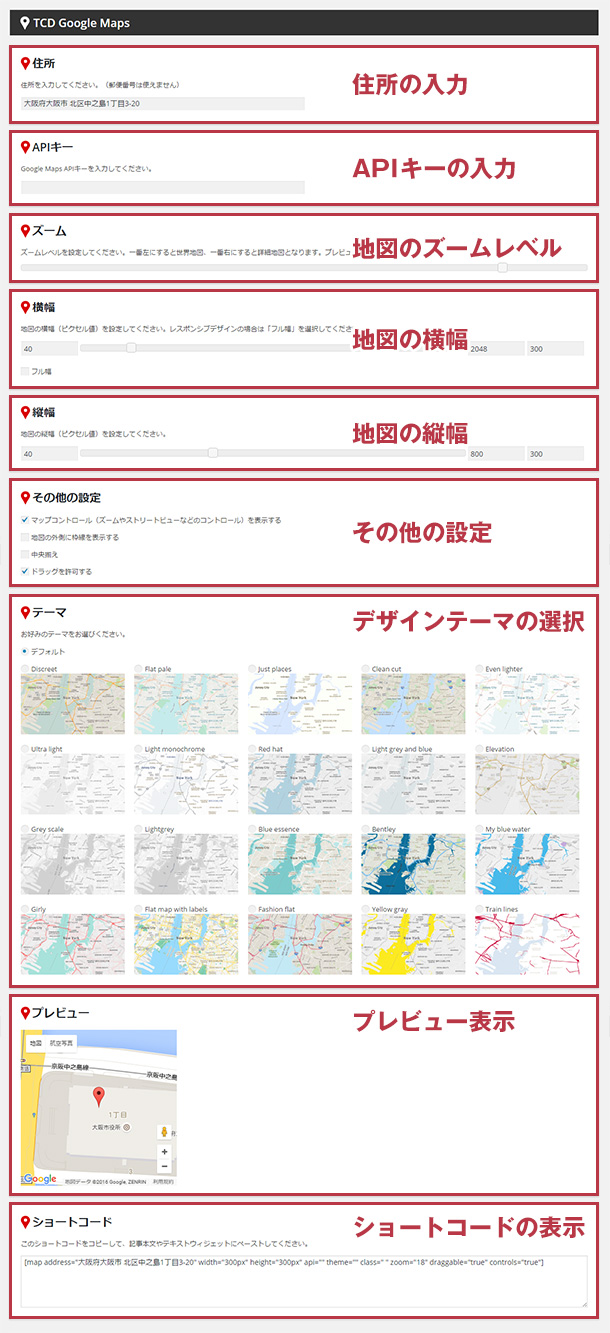 TCD Google Maps
住所
住所の入力
住所を入力してください。（郵便番号は使えません）
大阪府大阪市 北区中之島1丁目3-20
APIキー
APIキーの入力
Google Maps APIキーを入力してください。
ズーム
地図のズームレベル
ズームレベルを設定してください。一番左にすると世界地図、一番右にすると詳細地図となります。プレビュ
横幅
地図の横幅
地図の横幅（ピクセル値）を設定してください。レスポンシブデザインの場合は「フル幅」を選択してくださ
40 2048 300
フル幅
縦幅
地図の縦幅
地図の縦幅（ピクセル値）を設定してください。
40 800 300
その他の設定
その他の設定
マップコントロール（ズームやストリートビューなどのコントロール）を表示する
地図の外側に枠線を表示する
中央揃え
ドラッグを許可する
テーマ
デザインテーマの選択
お好みのテーマをお選びください。
デフォルト
Discreet Flat pale Just places Clean cut Even lighter
Ultra light Light monochrome Red hat Light grey and blue Elevation
Grey scale Lightgrey Blue essence Bentley My blue water
Girly Flat map with labels Fashion flat Yellow gray Train lines
プレビュー
プレビュー表示
地図 航空写真
京阪中之島線 京阪中之島
1丁目
大阪市役所
Google 地図データ ©2016 Google, ZENRIN 利用規約
ショートコード
ショートコードの表示
このショートコードをコピーして、記事本文やテキストウィジェットにペーストしてください。
[map address="大阪府大阪市 北区中之島1丁目3-20" width="300px" height="300px" api="" theme="" class=" " zoom="18" draggable="true" controls="true"]